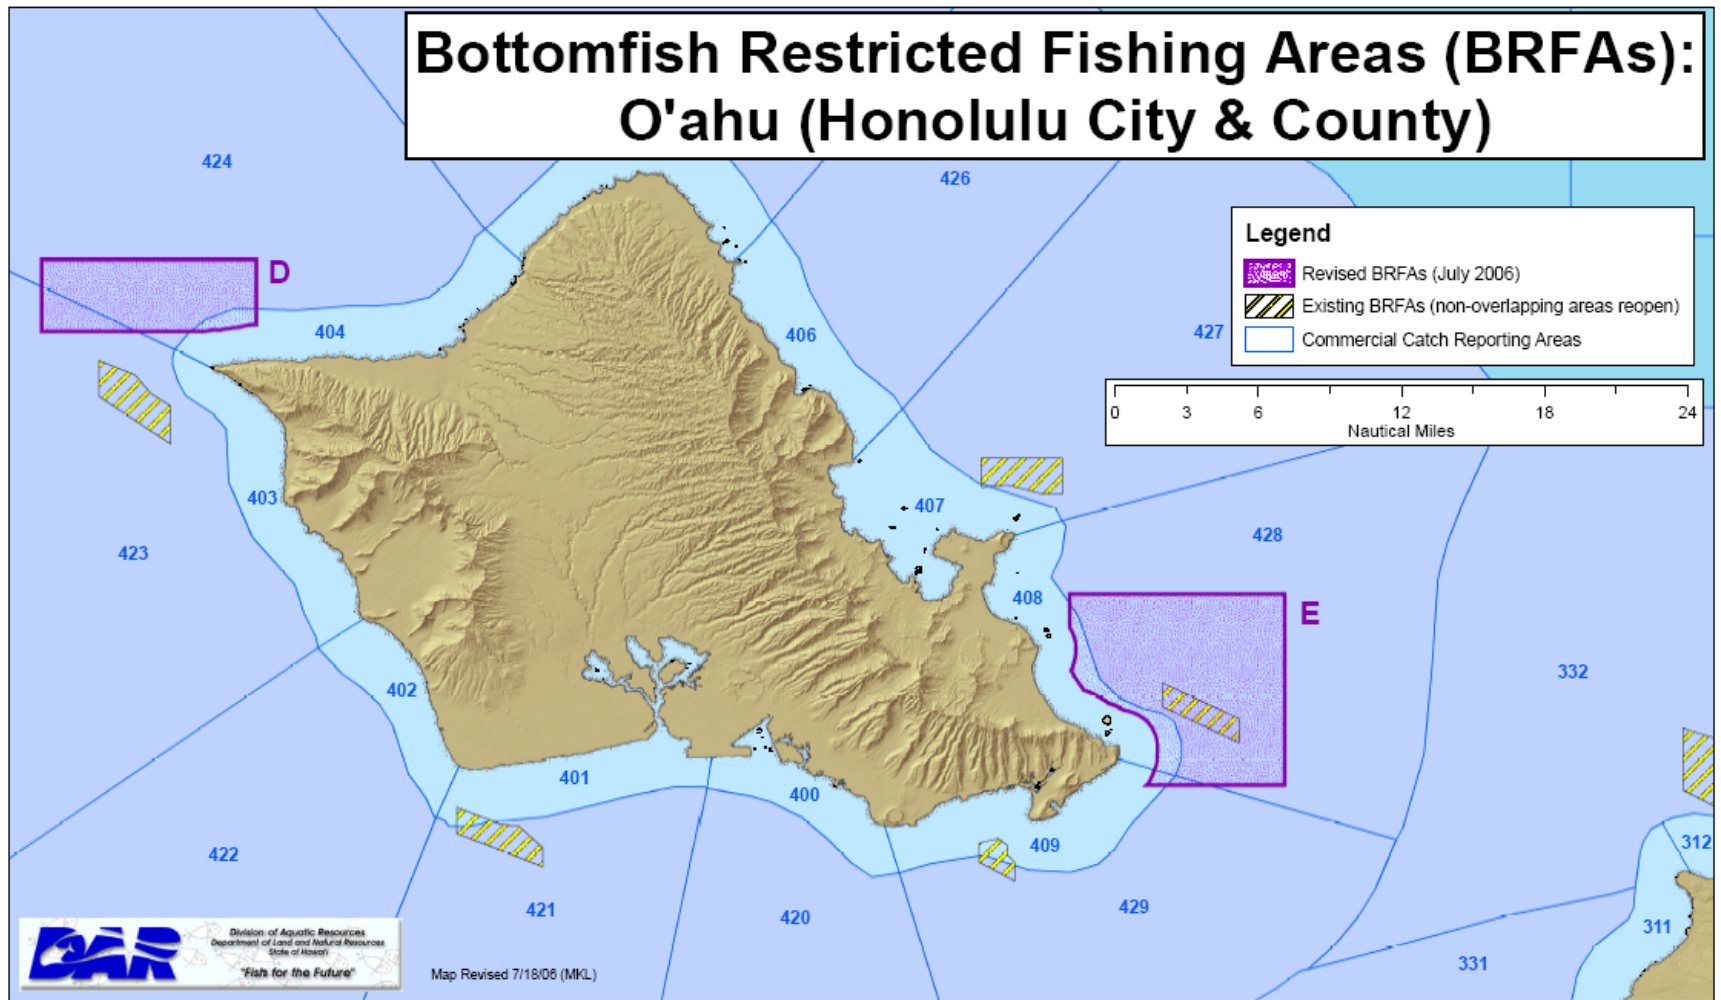 Bottomfish Restricted Fishing Areas (BRFAs):
O'ahu (Honolulu City & County)
424
426
Legend
Revised BRFAs (July 2006)
Existing BRFAs (non-overlapping areas reopen)
Commercial Catch Reporting Areas
D
404
406
427
0 3 6 12 18 24
Nautical Miles
403
407
423
428
408
E
332
402
401
400
409
312
422
421
420
429
311
331
DAR
Division of Aquatic Resources
Department of Land and Natural Resources
State of Hawai'i
"Fish for the Future"
Map Revised 7/18/06 (MKL)